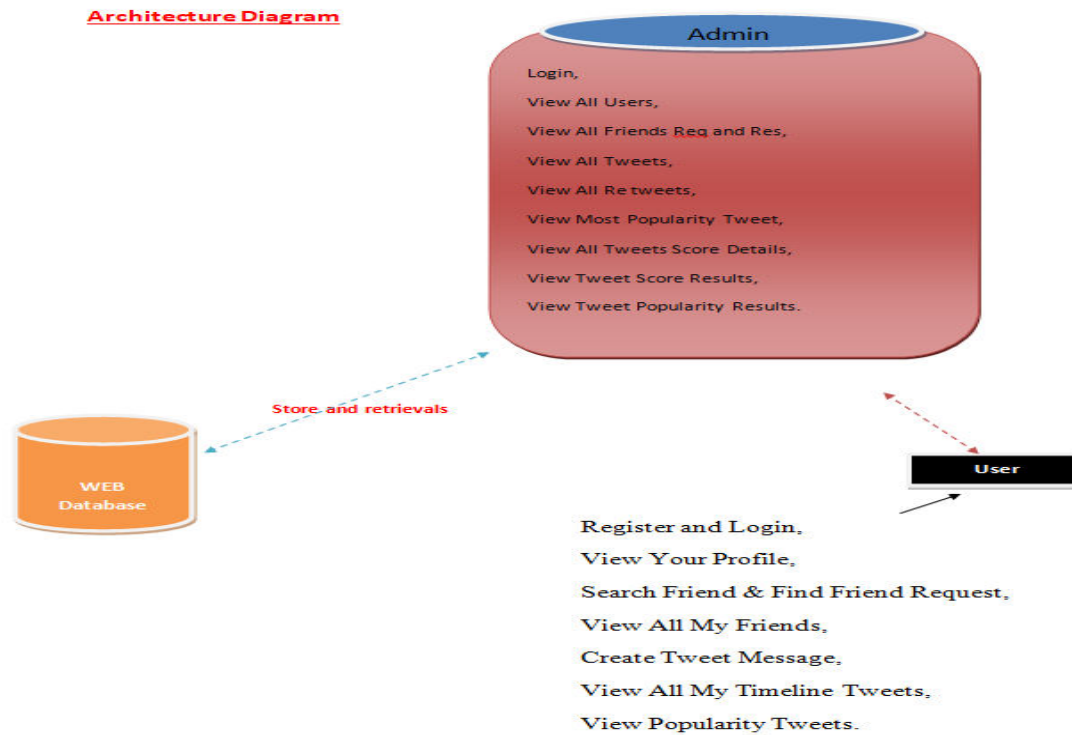 Architecture Diagram
Admin
Login,
View All Users,
View All Friends Req and Res,
View All Tweets,
View All Re tweets,
View Most Popularity Tweet,
View All Tweets Score Details,
View Tweet Score Results,
View Tweet Popularity Results.
Store and retrievals
WEB
Database
User
Register and Login,
View Your Profile,
Search Friend & Find Friend Request,
View All My Friends,
Create Tweet Message,
View All My Timeline Tweets,
View Popularity Tweets.